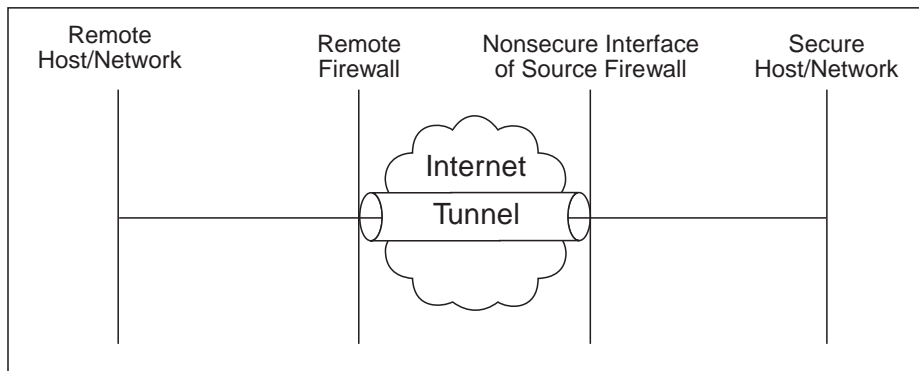 Remote
Host/Network
Remote
Firewall
Nonsecure Interface
of Source Firewall
Secure
Host/Network
Internet
Tunnel